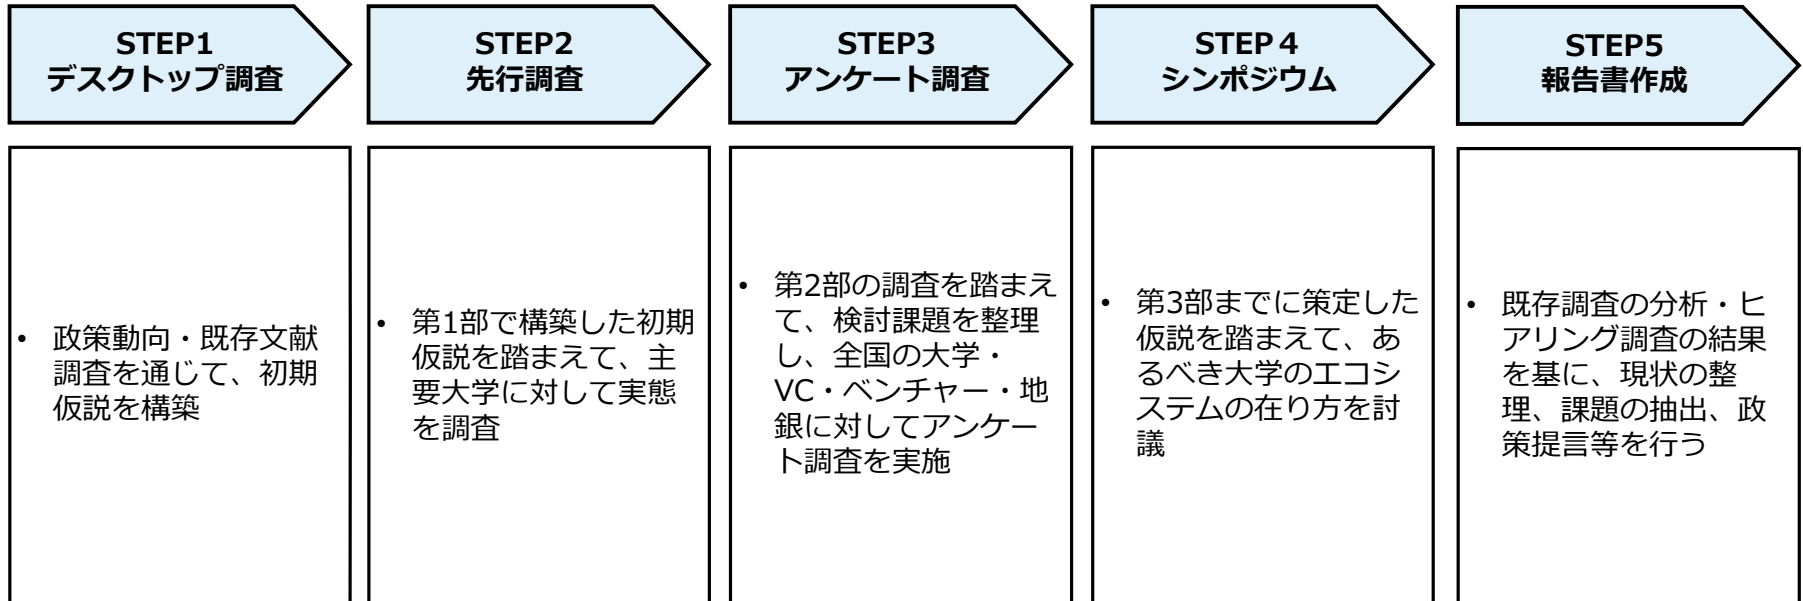 STEP1
デスクトップ調査
STEP2
先行調査
STEP3
アンケート調査
STEP４
シンポジウム
STEP5
報告書作成
• 政策動向・既存文献
調査を通じて、初期
仮説を構築
• 第1部で構築した初期
仮説を踏まえて、主
要大学に対して実態
を調査
• 第2部の調査を踏まえ
て、検討課題を整理
し、全国の大学・
VC・ベンチャー・地
銀に対してアンケー
ト調査を実施
• 第3部までに策定した
仮説を踏まえて、あ
るべき大学のエコシ
ステムの在り方を討
議
• 既存調査の分析・ヒ
アリング調査の結果
を基に、現状の整
理、課題の抽出、政
策提言等を行う